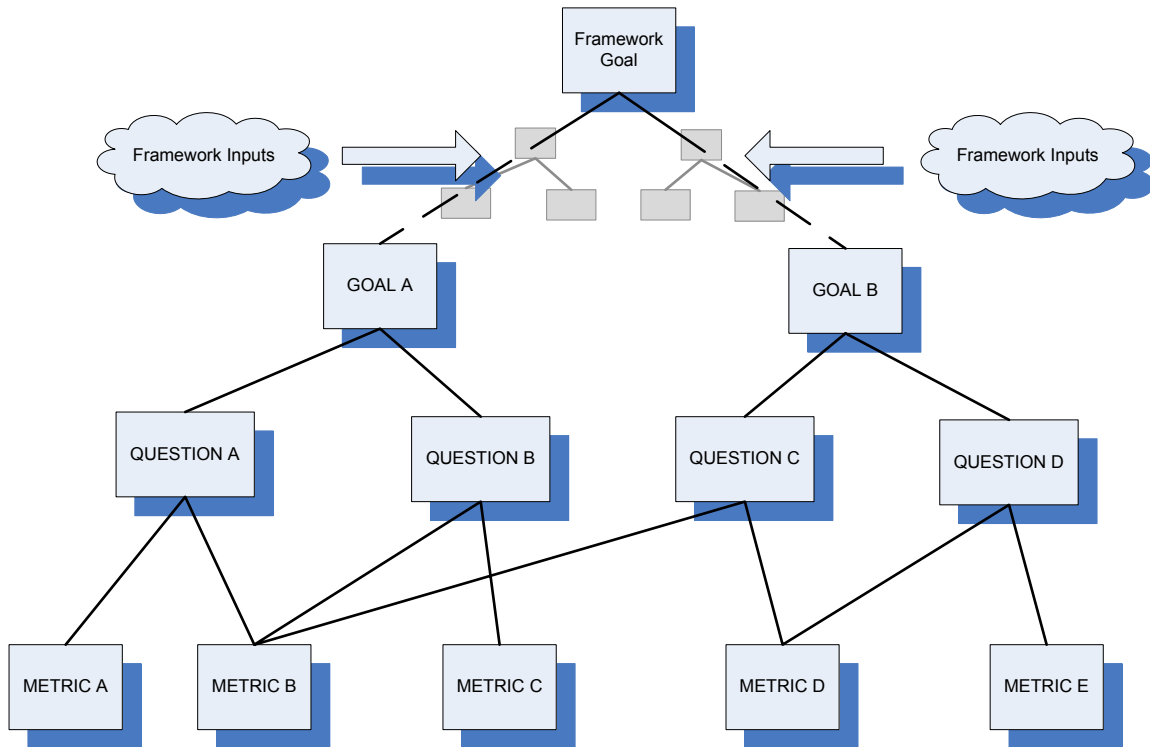 Framework
Goal
Framework Inputs
Framework Inputs
GOAL A
GOAL B
QUESTION A
QUESTION B
QUESTION C
QUESTION D
METRIC A
METRIC B
METRIC C
METRIC D
METRIC E